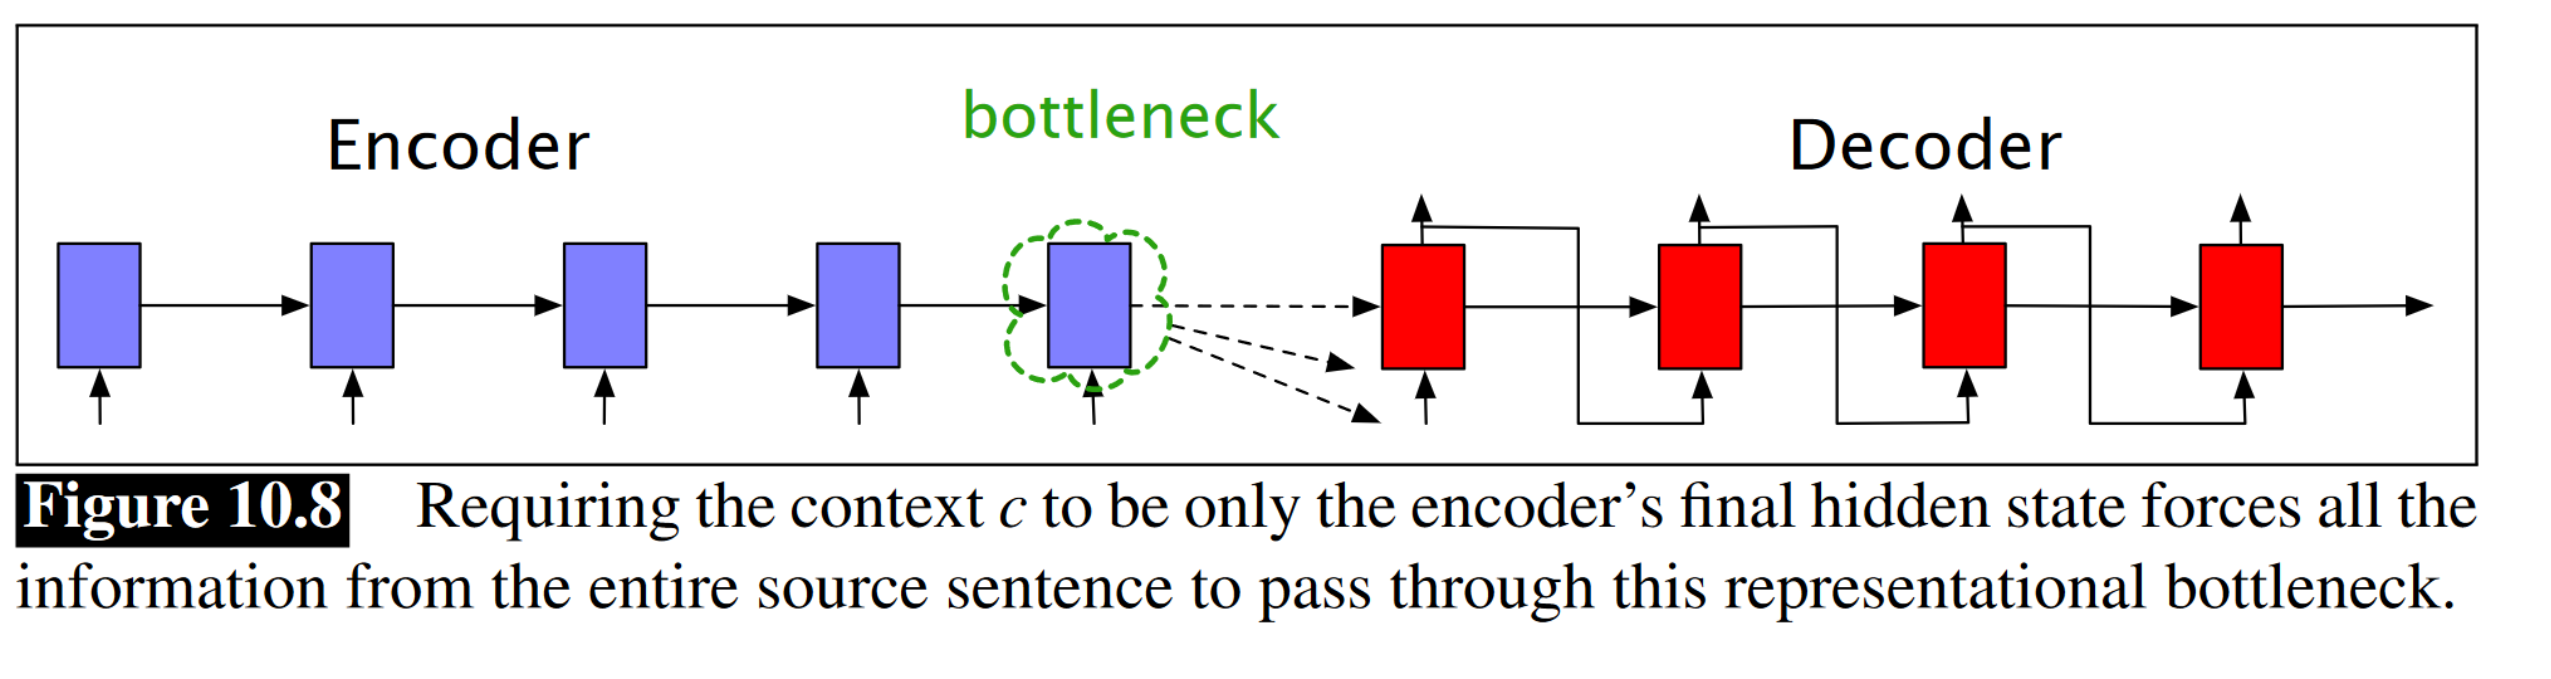 Encoder
bottleneck
Decoder
Figure 10.8 Requiring the context c to be only the encoder’s final hidden state forces all the
information from the entire source sentence to pass through this representational bottleneck.